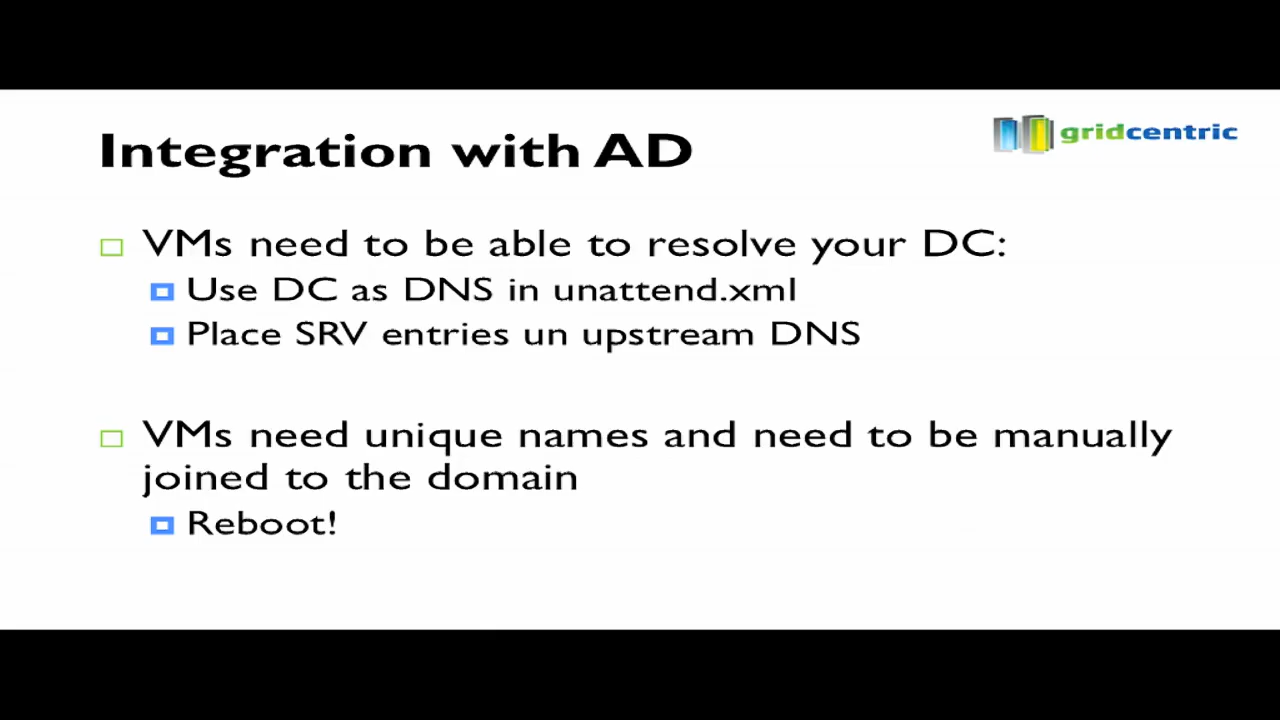 Integration with AD
gridcentric
VMs need to be able to resolve your DC:
Use DC as DNS in unattend.xml
Place SRV entries un upstream DNS
VMs need unique names and need to be manually
joined to the domain
Reboot!